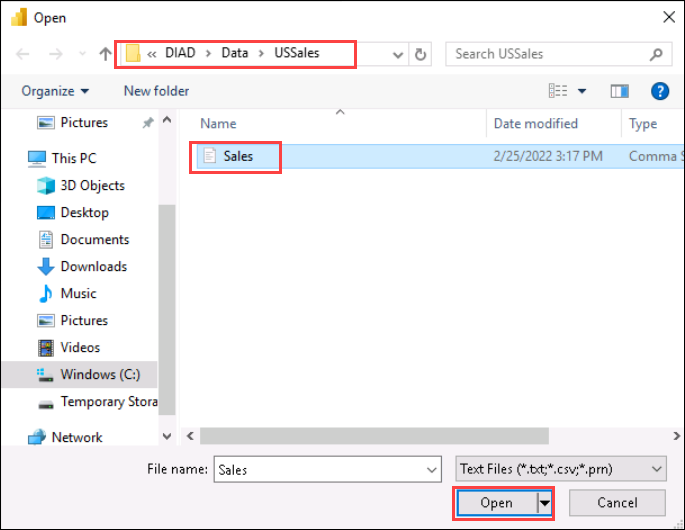 Open
« DIAD > Data > USSales
Search USSales
Organize
New folder
?
Name
Date modified
Type
Sales
2/25/2022 3:17 PM
Comma S
Pictures
This PC
3D Objects
Desktop
Documents
Downloads
Music
Pictures
Videos
Windows (C:)
Temporary Stora
Network
File name:
Sales
Text Files (*.txt;*.csv;*.prn)
Open
Cancel